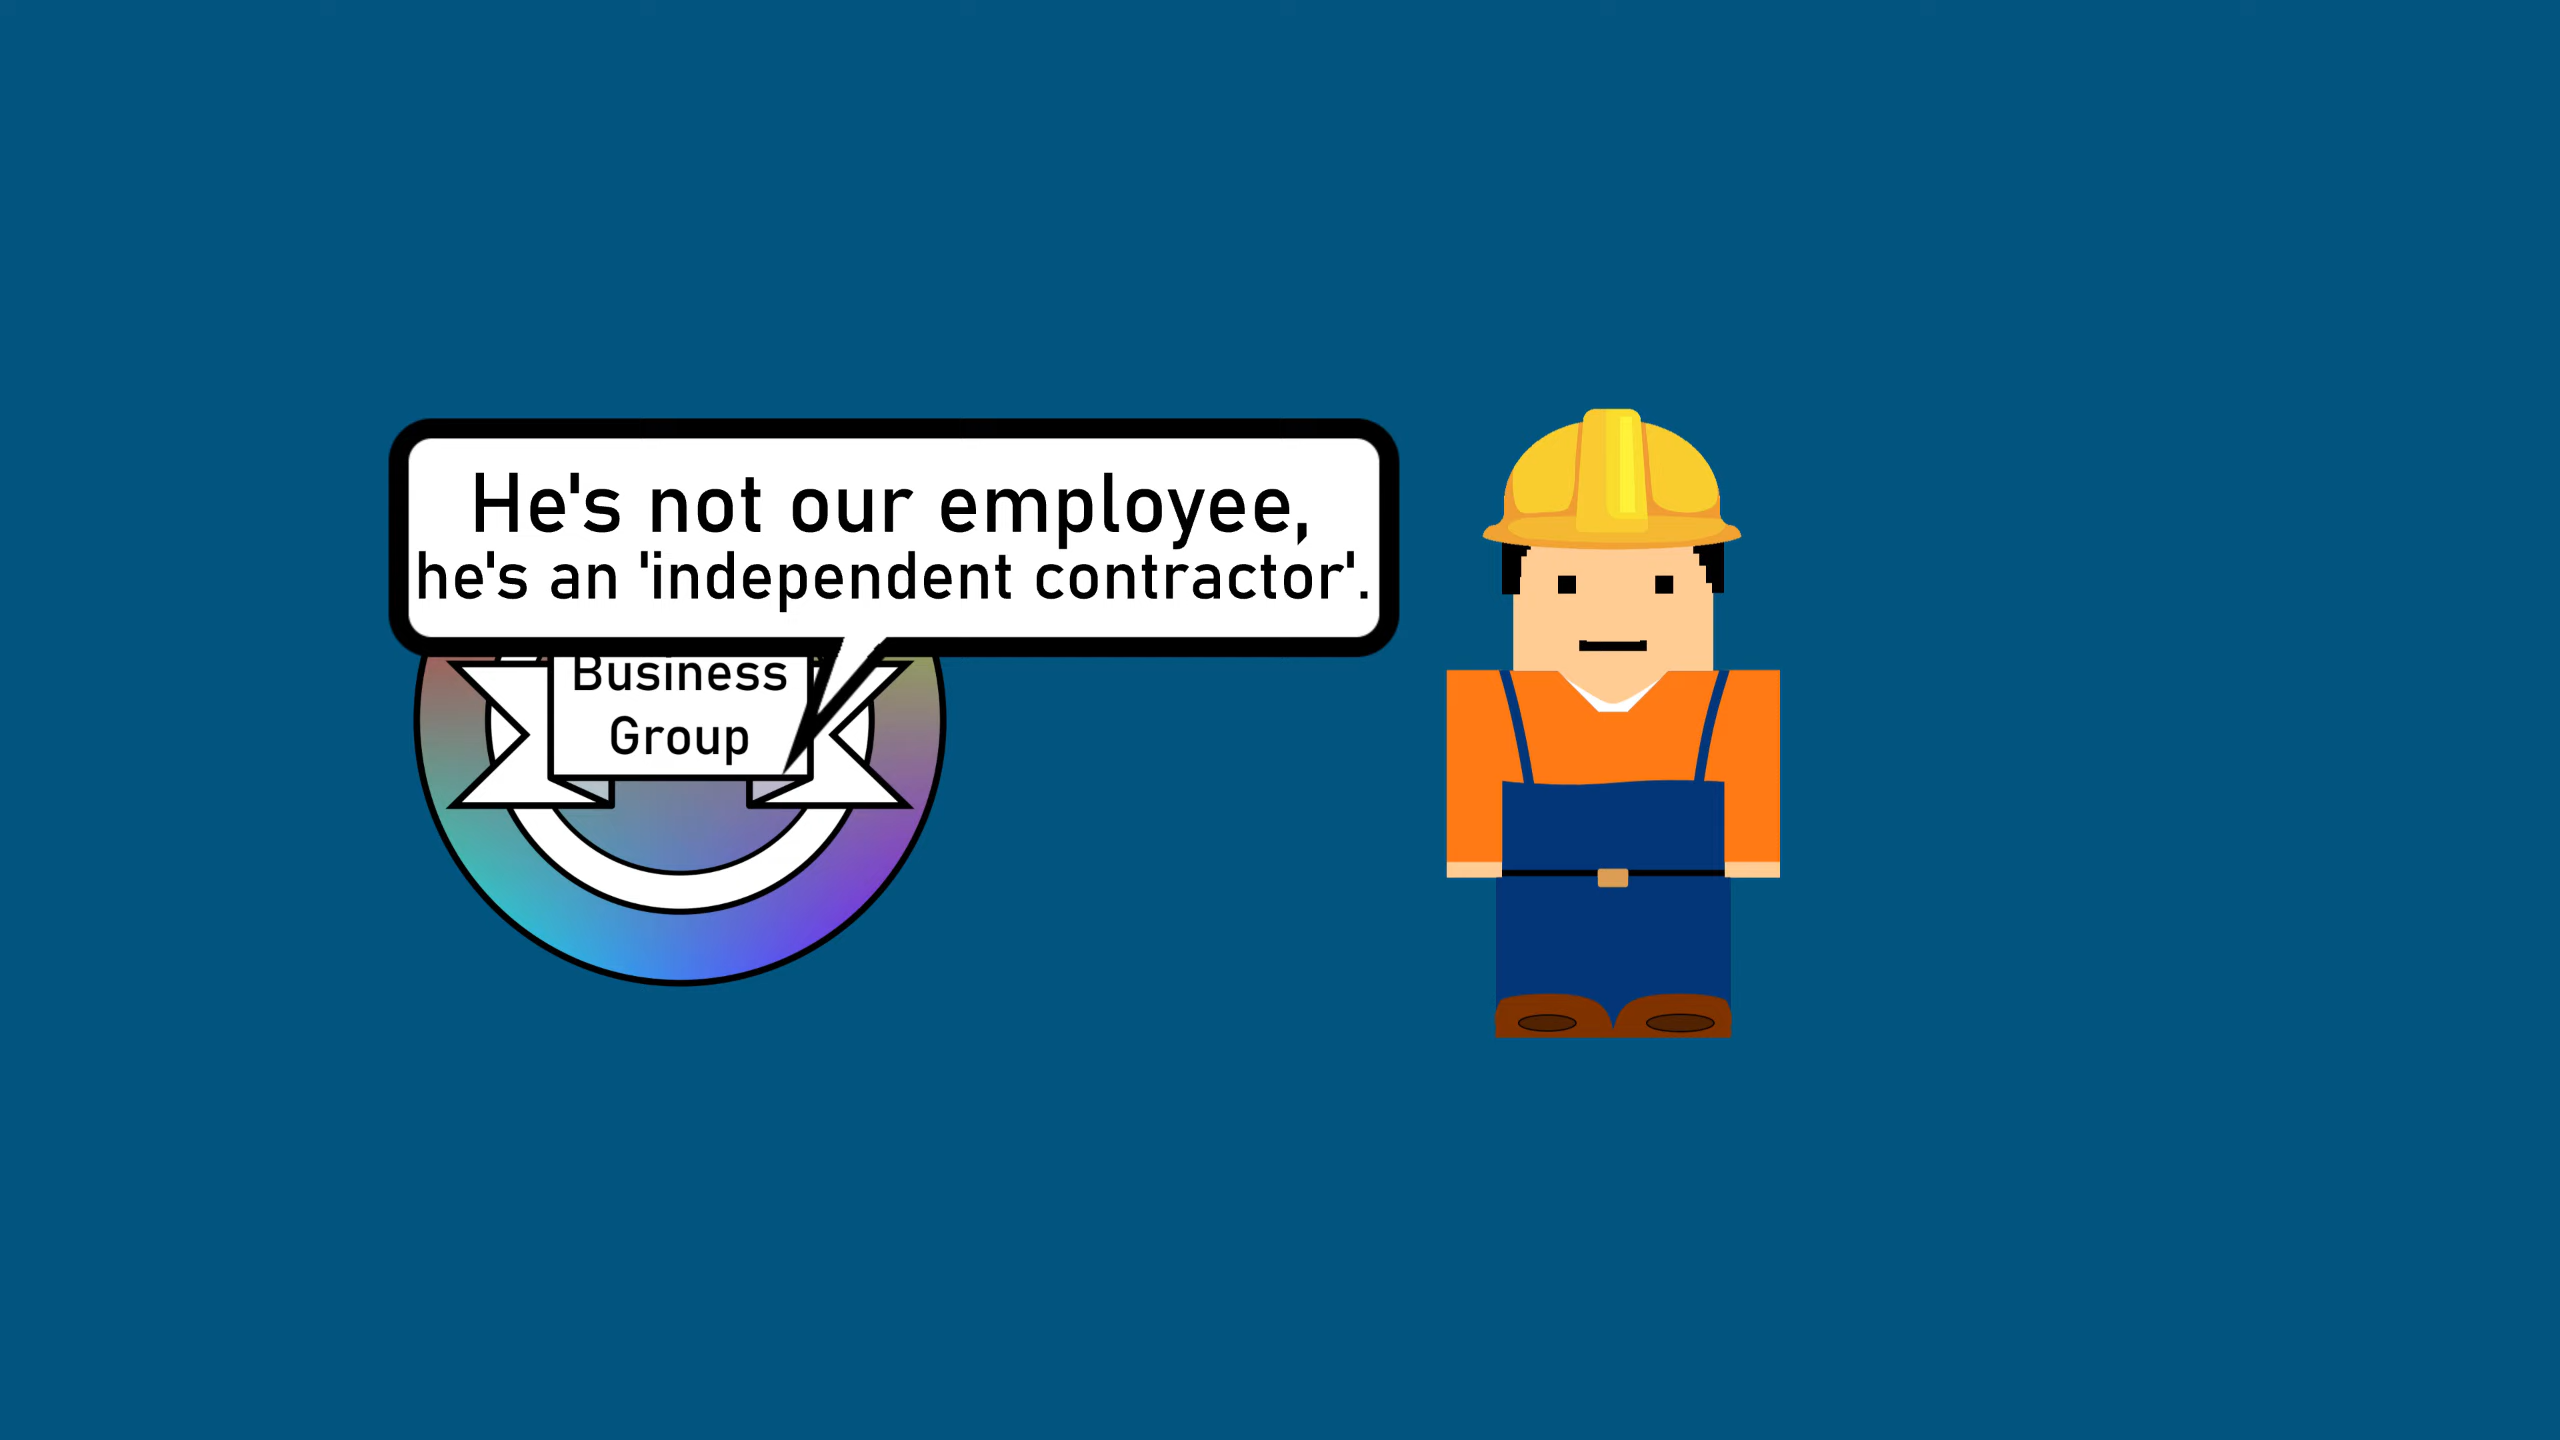 He's not our employee,
he's an 'independent contractor'.
Business
Group